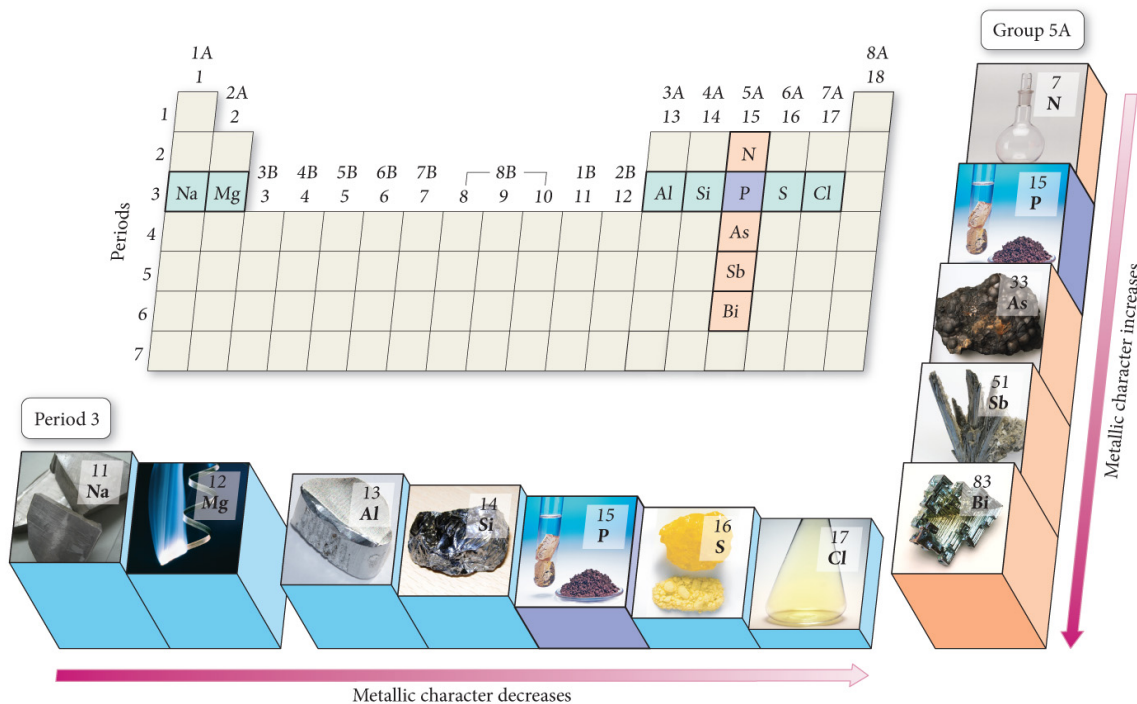 Group 5A
1A
1
8A
18
2A
2
3A 4A 5A 6A 7A
13 14 15 16 17
3B 4B 5B 6B 7B 8B 1B 2B
3 4 5 6 7 8 9 10 11 12
Periods
1
2 N
3 Na Mg Al Si P S Cl
4 As
5 Sb
6 Bi
7
7
N
15
P
33
As
51
Sb
83
Bi
Metallic character increases
Period 3
11
Na
12
Mg
13
Al
14
Si
15
P
16
S
17
Cl
Metallic character decreases